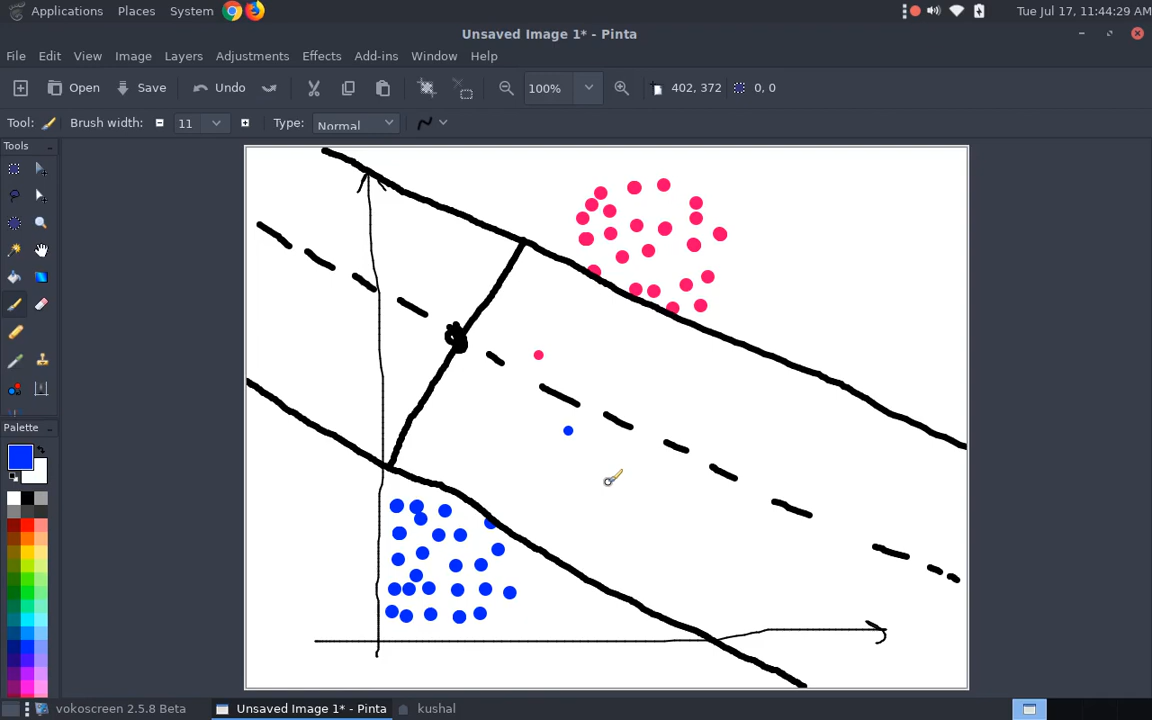 Applications Places System Tue Jul 17, 11:44:29 AM
Unsaved Image 1* - Pinta
File Edit View Image Layers Adjustments Effects Add-ins Window Help
Open Save Undo 100% 402, 372 0, 0
Tool: Brush width: 11 Type: Normal
Tools
Palette
vokoscreen 2.5.8 Beta Unsaved Image 1* - Pinta kushal